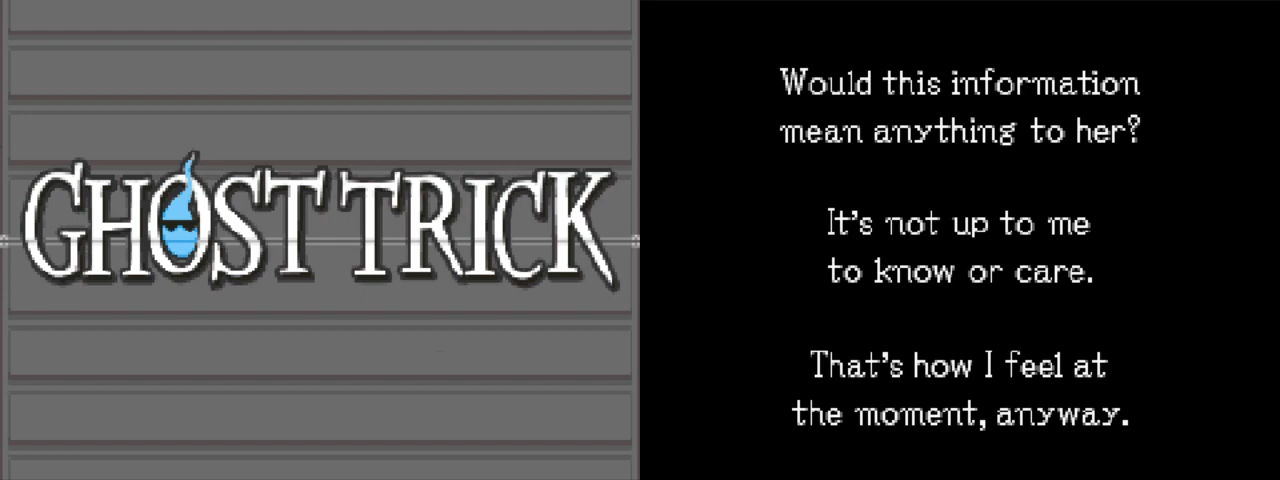 GHOST TRICK
Would this information
mean anything to her?
It's not up to me
to know or care.
That's how I feel at
the moment, anyway.